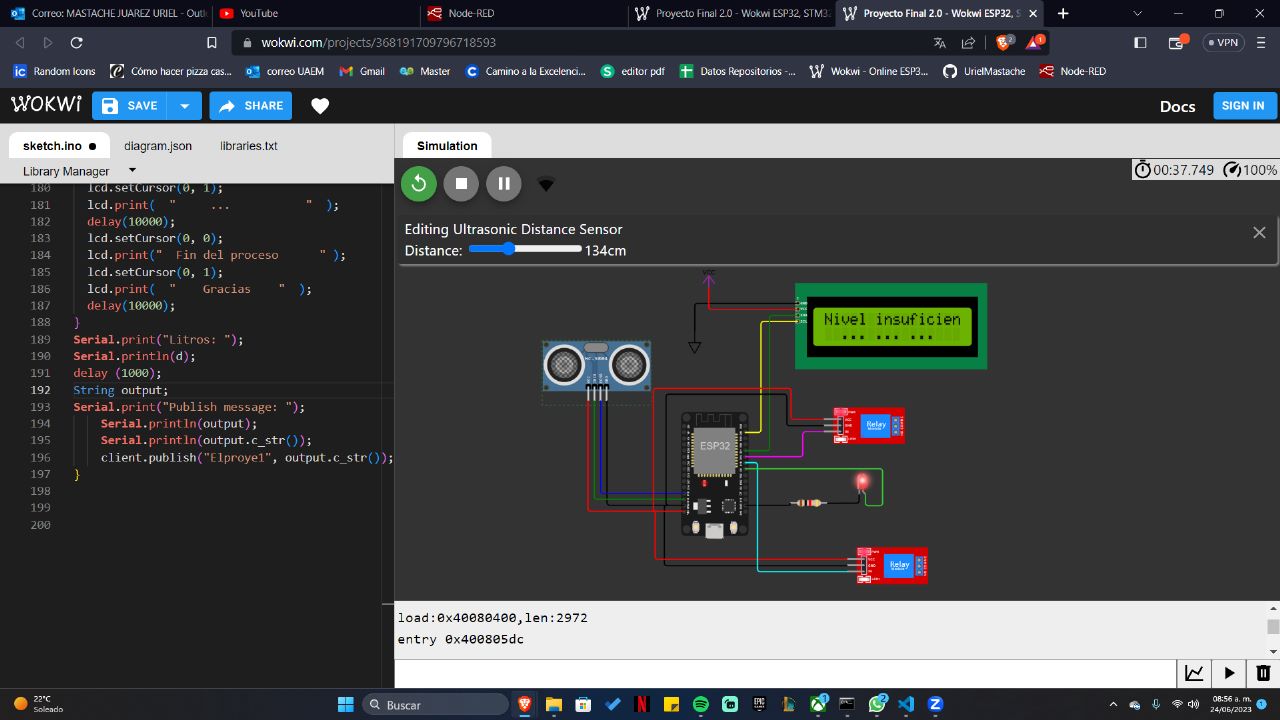 Correo: MASTACHE JUAREZ URIEL - Outl
YouTube
Node-RED
Proyecto Final 2.0 - Wokwi ESP32, STM3
Proyecto Final 2.0 - Wokwi ESP32, S
wokwi.com/projects/368191709796718593
2
1
VPN
Random Icons
Cómo hacer pizza cas...
correo UAEM
Gmail
Master
Camino a la Excelenci...
editor pdf
Datos Repositorios -...
Wokwi - Online ESP3...
UrielMastache
Node-RED
WOKWI
SAVE
SHARE
Docs
SIGN IN
sketch.ino
diagram.json
libraries.txt
Library Manager
Simulation
00:37.749
100%
Editing Ultrasonic Distance Sensor
Distance:
134cm
180 lcd.setCursor(0, 1);
181 lcd.print( " ... " );
182 delay(10000);
183 lcd.setCursor(0, 0);
184 lcd.print(" Fin del proceso " );
185 lcd.setCursor(0, 1);
186 lcd.print( " Gracias " );
187 delay(10000);
188 }
189 Serial.print("Litros: ");
190 Serial.println(d);
191 delay (1000);
192 String output;
193 Serial.print("Publish message: ");
194 Serial.println(output);
195 Serial.println(output.c_str());
196 client.publish("Elproye1", output.c_str());
197 }
198
199
200
VCC
Nivel insuficien
... ... ...
HC-SR04
ESP32
Relay
Relay
load:0x40080400,len:2972
entry 0x400805dc
22°C
Soleado
Buscar
1
2
08:56 a. m.
24/06/2023
1